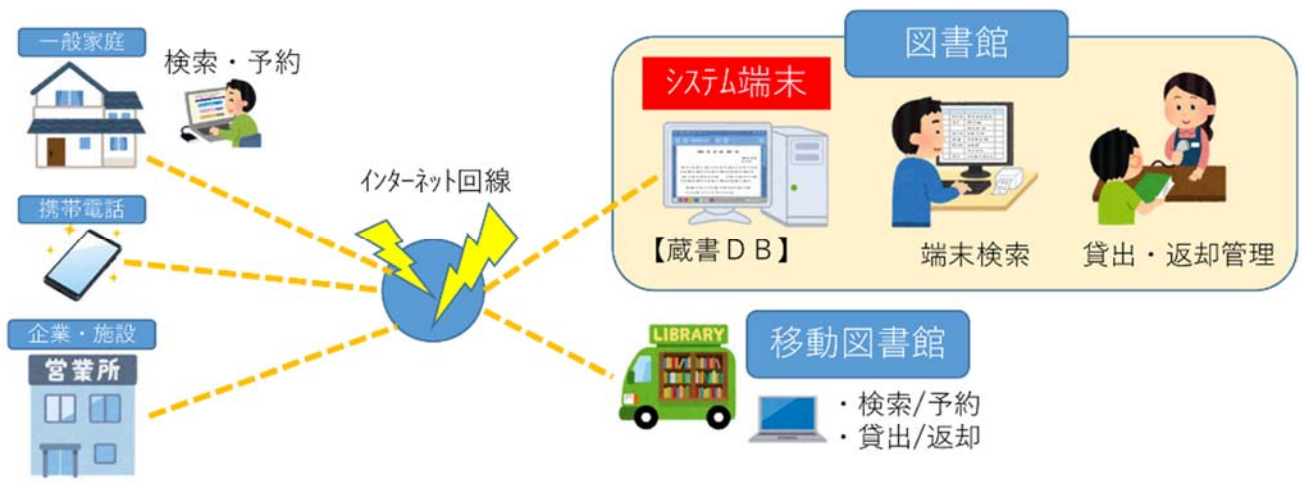 一般家庭
検索・予約
携帯電話
企業・施設
営業所
インターネット回線
図書館
システム端末
【蔵書ＤＢ】
端末検索
貸出・返却管理
LIBRARY
移動図書館
・検索/予約
・貸出/返却